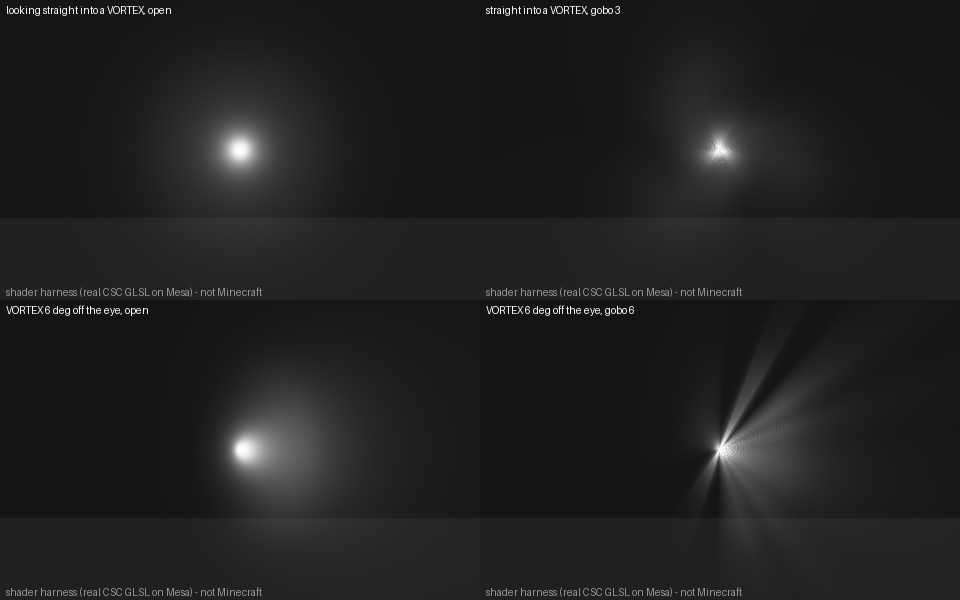 looking straight into a VORTEX, open
straight into a VORTEX, gobo 3
shader harness (real CSC GLSL on Mesa) - not Minecraft
shader harness (real CSC GLSL on Mesa) - not Minecraft
VORTEX 6 deg off the eye, open
VORTEX 6 deg off the eye, gobo 6
shader harness (real CSC GLSL on Mesa) - not Minecraft
shader harness (real CSC GLSL on Mesa) - not Minecraft